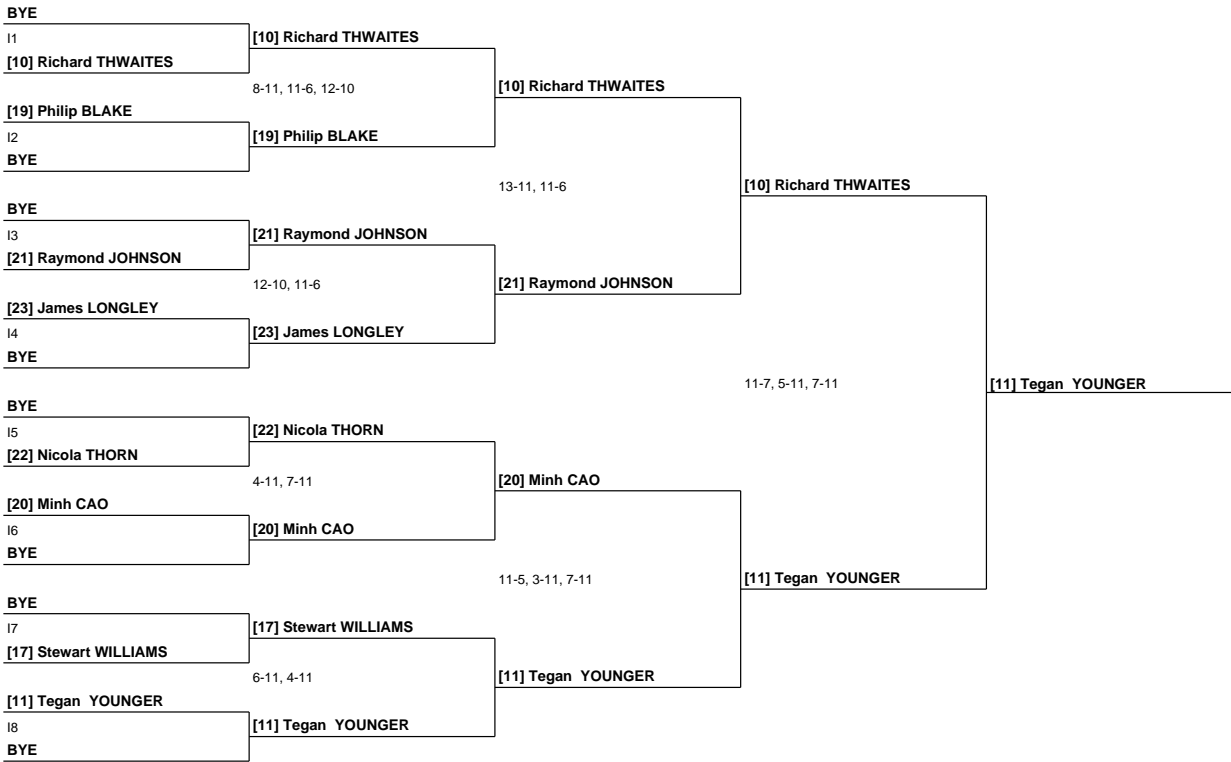 BYE
I1
[10] Richard THWAITES
[10] Richard THWAITES
8-11, 11-6, 12-10
[10] Richard THWAITES
[19] Philip BLAKE
I2
[19] Philip BLAKE
BYE
13-11, 11-6
[10] Richard THWAITES
BYE
I3
[21] Raymond JOHNSON
[21] Raymond JOHNSON
12-10, 11-6
[21] Raymond JOHNSON
[23] James LONGLEY
I4
[23] James LONGLEY
BYE
11-7, 5-11, 7-11
[11] Tegan YOUNGER
BYE
I5
[22] Nicola THORN
[22] Nicola THORN
4-11, 7-11
[20] Minh CAO
[20] Minh CAO
I6
[20] Minh CAO
BYE
11-5, 3-11, 7-11
[11] Tegan YOUNGER
BYE
I7
[17] Stewart WILLIAMS
[17] Stewart WILLIAMS
6-11, 4-11
[11] Tegan YOUNGER
[11] Tegan YOUNGER
I8
[11] Tegan YOUNGER
BYE